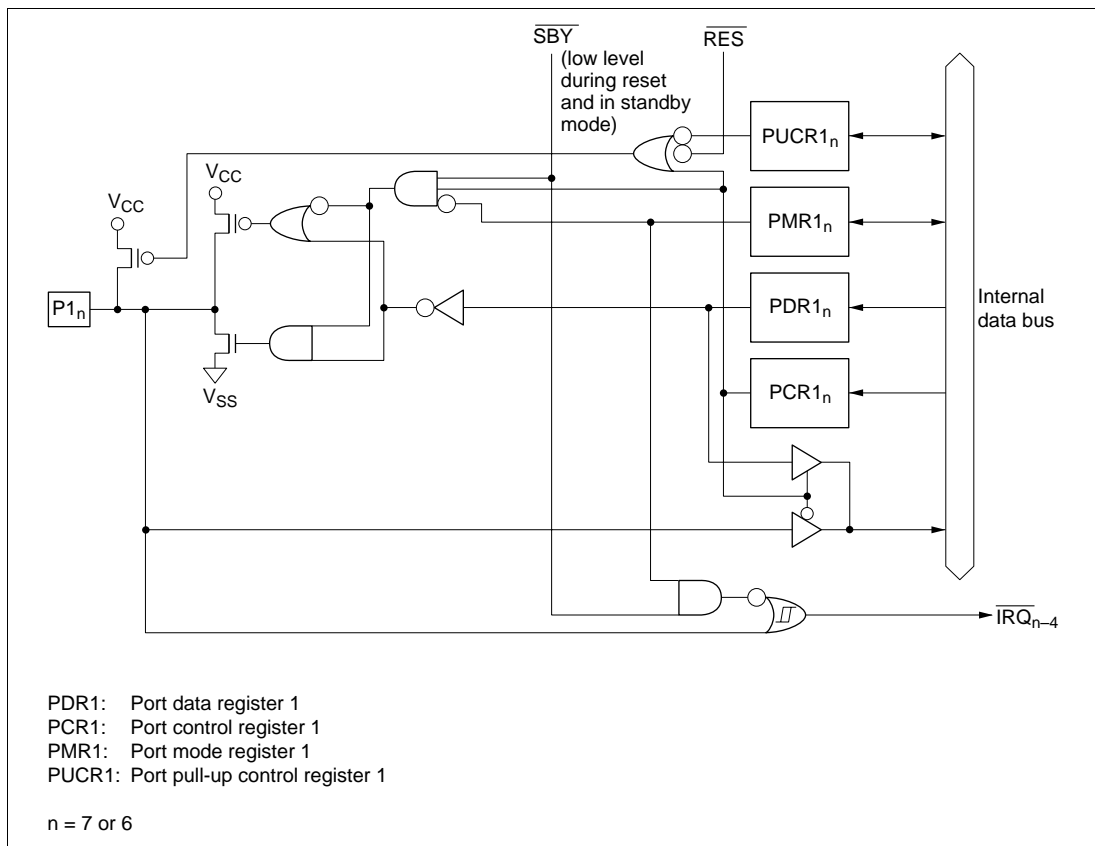 SBY
(low level
during reset
and in standby
mode)
RES
PUCR1n
VCC
VCC
PMR1n
P1n
PDR1n
Internal
data bus
VSS
PCR1n
IRQn–4
PDR1: Port data register 1
PCR1: Port control register 1
PMR1: Port mode register 1
PUCR1: Port pull-up control register 1
n = 7 or 6